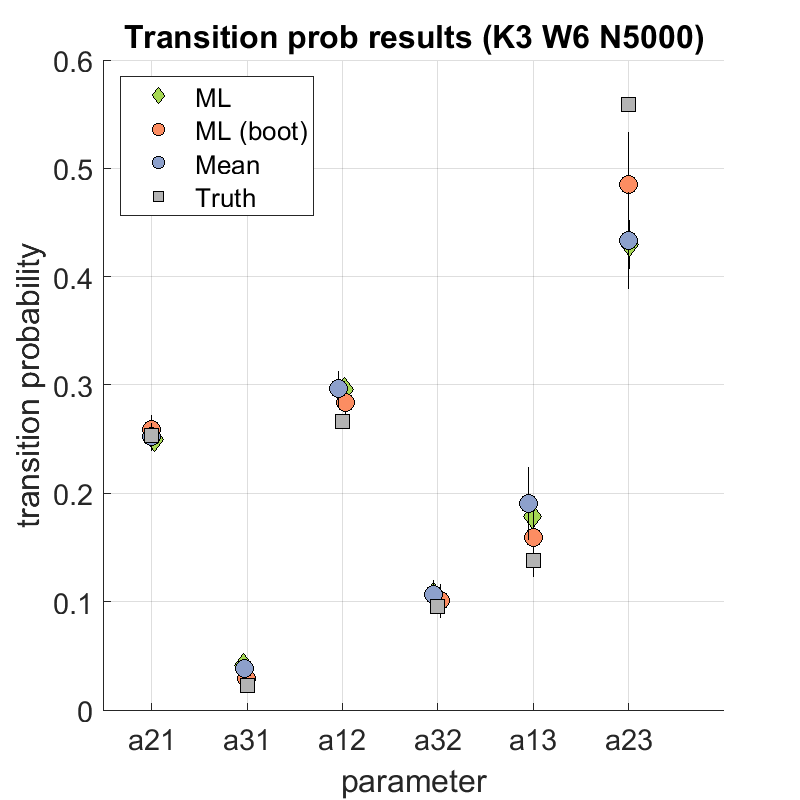 Transition prob results (K3 W6 N5000)
ML
ML (boot)
Mean
Truth
0.6
0.5
0.4
0.3
0.2
0.1
0
transition probability
a21 a31 a12 a32 a13 a23
parameter